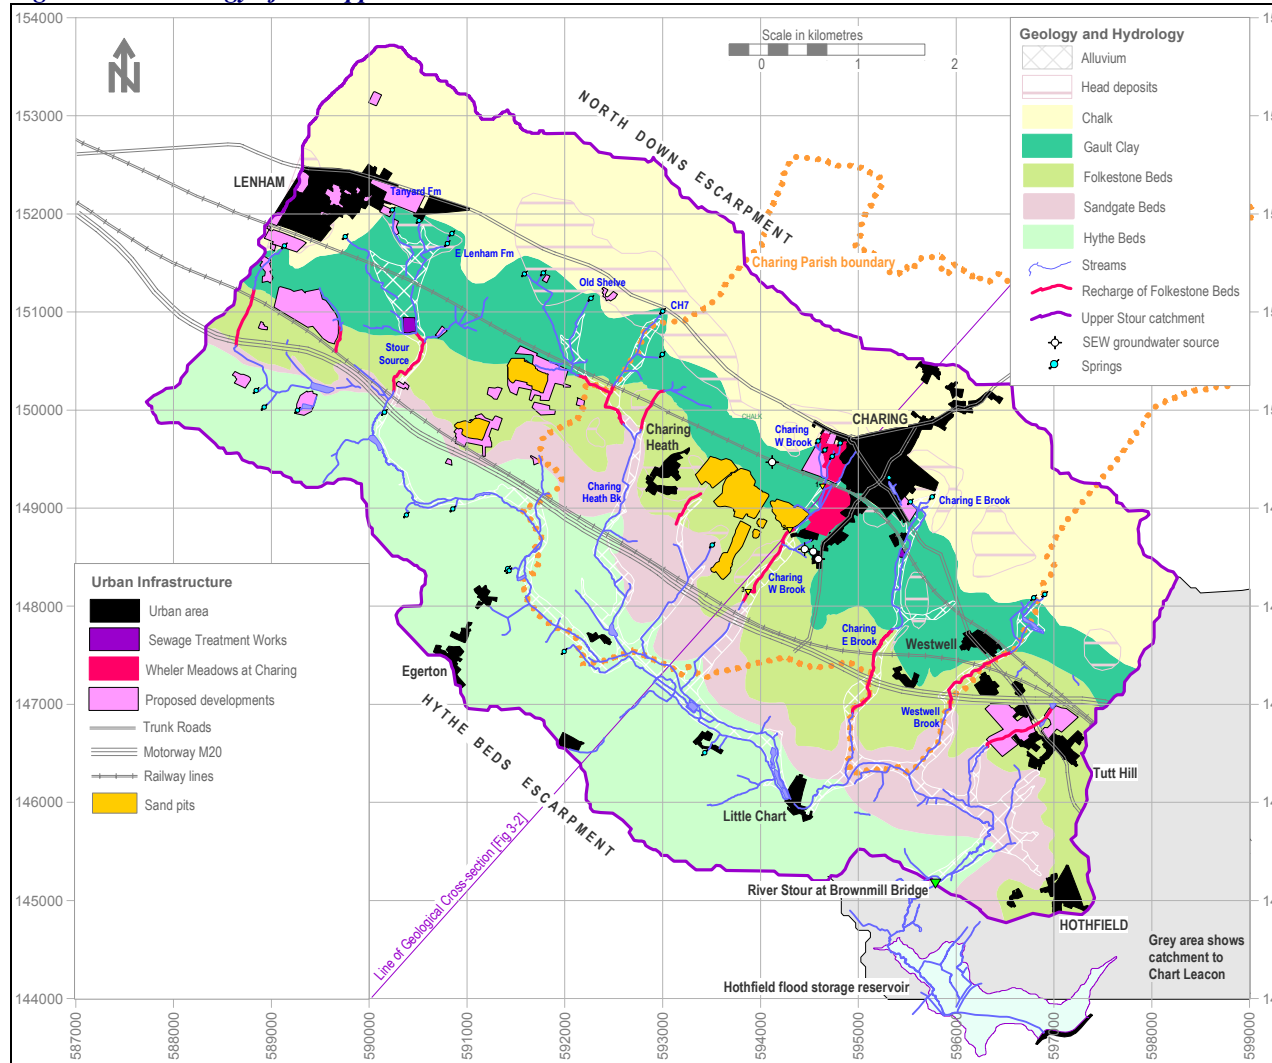 154000
153000
152000
151000
150000
149000
148000
147000
146000
145000
144000
587000
588000
589000
590000
591000
592000
593000
594000
595000
596000
597000
598000
599000
N
Scale in kilometres
0 1 2
NORTH DOWNS ESCARPMENT
LENHAM
Tanyard Fm
E Lenham Fm
Old Shelve
CH7
Charing Parish boundary
Stour
Source
CHALK
CHARING
Charing
W Brook
Charing
Heath
Charing
Heath Bk
Charing E Brook
Charing
W Brook
Charing
E Brook
Westwell
Westwell
Brook
Egerton
HYTHE BEDS ESCARPMENT
Little Chart
Tutt Hill
River Stour at Brownmill Bridge
HOTHFIELD
Line of Geological Cross-section [Fig 3-2]
Hothfield flood storage reservoir
Grey area shows
catchment to
Chart Leacon
Geology and Hydrology
Alluvium
Head deposits
Chalk
Gault Clay
Folkestone Beds
Sandgate Beds
Hythe Beds
Streams
Recharge of Folkestone Beds
Upper Stour catchment
SEW groundwater source
Springs
Urban Infrastructure
Urban area
Sewage Treatment Works
Wheler Meadows at Charing
Proposed developments
Trunk Roads
Motorway M20
Railway lines
Sand pits